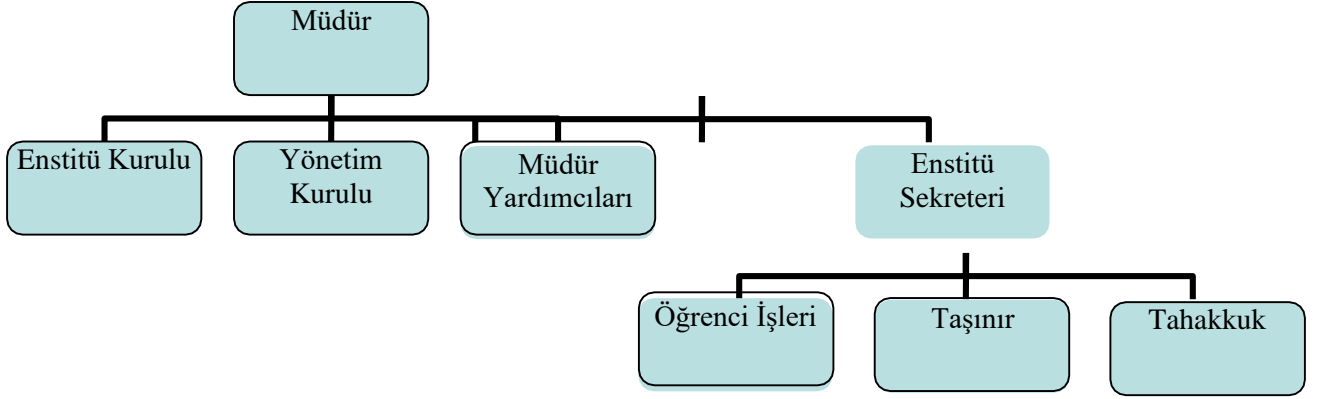 Müdür
Enstitü Kurulu
Yönetim
Kurulu
Müdür
Yardımcıları
Enstitü
Sekreteri
Öğrenci İşleri
Taşınır
Tahakkuk